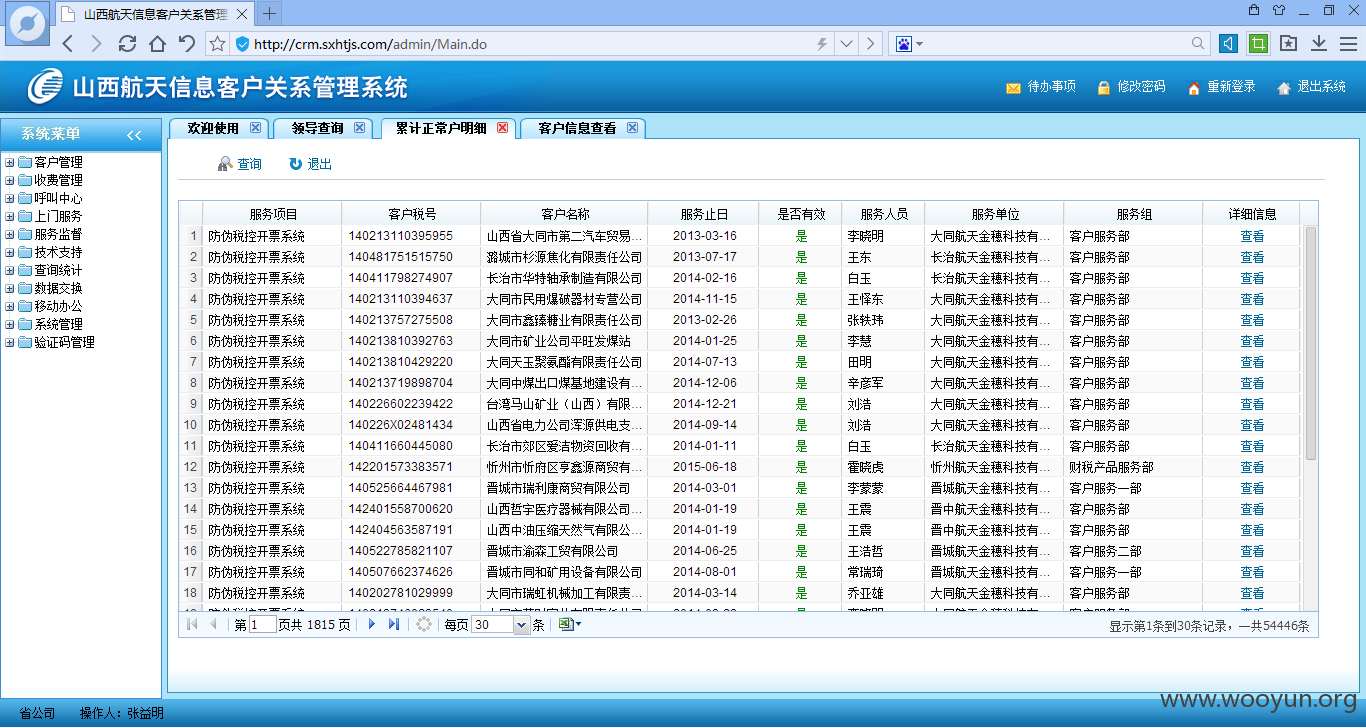 山西航天信息客户关系管理
http://crm.sxhtjs.com/admin/Main.do
山西航天信息客户关系管理系统
待办事项 修改密码 重新登录 退出系统
系统菜单 <<
欢迎使用 领导查询 累计正常户明细 客户信息查看
客户管理
收费管理
呼叫中心
上门服务
服务监督
技术支持
查询统计
数据交换
移动办公
系统管理
验证码管理
查询 退出
服务项目 客户税号 客户名称 服务止日 是否有效 服务人员 服务单位 服务组 详细信息
1 防伪税控开票系统 140213110395955 山西省大同市第二汽车贸易... 2013-03-16 是 李晓明 大同航天金穗科技有... 客户服务部 查看
2 防伪税控开票系统 140481751515750 潞城市杉源焦化有限责任公司 2013-07-17 是 王东 长治航天金穗科技有... 客户服务部 查看
3 防伪税控开票系统 140411798274907 长治市华特轴承制造有限公司 2014-02-16 是 白玉 长治航天金穗科技有... 客户服务部 查看
4 防伪税控开票系统 140213110394637 大同市民用爆破器材专营公司 2014-11-15 是 王怿东 大同航天金穗科技有... 客户服务部 查看
5 防伪税控开票系统 140213757275508 大同市鑫臻糖业有限责任公司 2013-02-26 是 张轶玮 大同航天金穗科技有... 客户服务部 查看
6 防伪税控开票系统 140213810392763 大同市矿业公司平旺发煤站 2014-01-25 是 李慧 大同航天金穗科技有... 客户服务部 查看
7 防伪税控开票系统 140213810429220 大同天玉聚氨酯有限责任公司 2014-07-13 是 田明 大同航天金穗科技有... 客户服务部 查看
8 防伪税控开票系统 140213719898704 大同中煤出口煤基地建设有... 2014-12-06 是 辛彦军 大同航天金穗科技有... 客户服务部 查看
9 防伪税控开票系统 140226602239422 台湾马山矿业（山西）有限... 2014-12-21 是 刘浩 大同航天金穗科技有... 客户服务部 查看
10 防伪税控开票系统 140226X02481434 山西省电力公司浑源供电支... 2014-09-14 是 刘浩 大同航天金穗科技有... 客户服务部 查看
11 防伪税控开票系统 140411660445080 长治市郊区爱洁物资回收有... 2014-01-11 是 白玉 长治航天金穗科技有... 客户服务部 查看
12 防伪税控开票系统 142201573383571 忻州市忻府区亨鑫源商贸有... 2015-06-18 是 霍晓虎 忻州航天金穗科技有... 财税产品服务部 查看
13 防伪税控开票系统 140525664467981 晋城市瑞利康商贸有限公司 2014-03-01 是 李蒙蒙 晋城航天金穗科技有... 客户服务一部 查看
14 防伪税控开票系统 142401558700620 山西哲宇医疗器械有限公司... 2014-01-19 是 王震 晋中航天金穗科技有... 客户服务部 查看
15 防伪税控开票系统 142404563587191 山西中油压缩天然气有限公... 2014-01-19 是 王震 晋中航天金穗科技有... 客户服务部 查看
16 防伪税控开票系统 140522785821107 晋城市渝森工贸有限公司 2014-06-25 是 王浩哲 晋城航天金穗科技有... 客户服务二部 查看
17 防伪税控开票系统 140507662374626 晋城市同和矿用设备有限公司 2014-08-01 是 常瑞琦 晋城航天金穗科技有... 客户服务一部 查看
18 防伪税控开票系统 140202781029999 大同市瑞虹机械加工有限责... 2014-03-14 是 乔亚雄 大同航天金穗科技有... 客户服务部 查看
第 1 页共 1815 页 每页 30 条 显示第1条到30条记录，一共54446条
www.wooyun.org
省公司 操作人：张益明